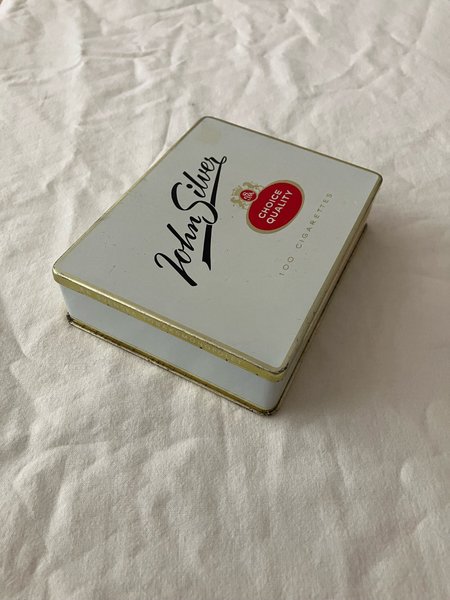 John Silver
CHOICE
QUALITY
100 CIGARETTES